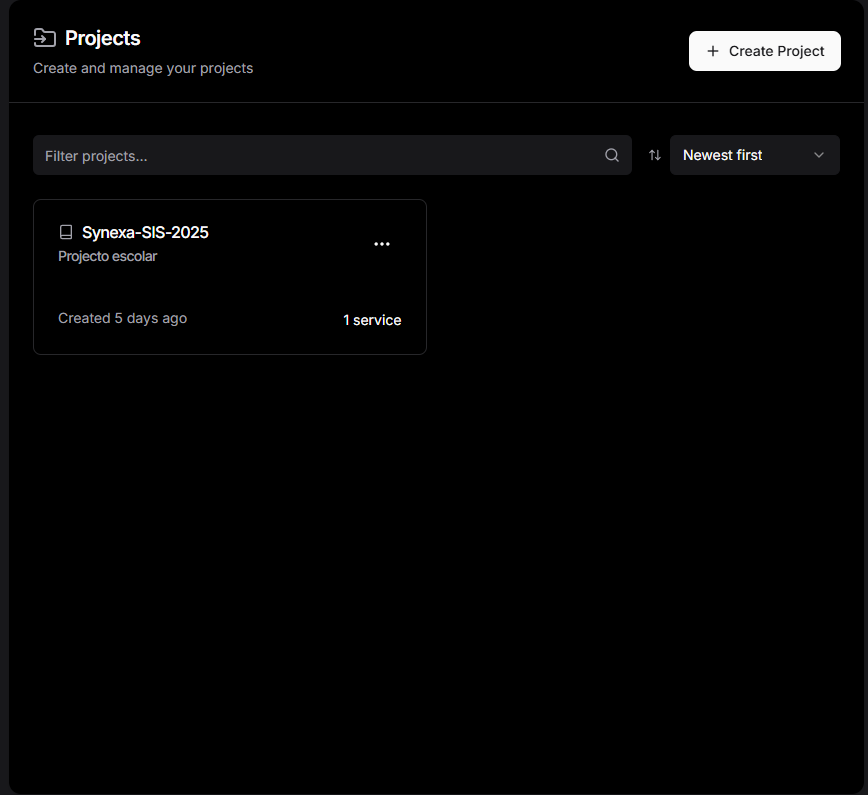 Projects
Create and manage your projects
Create Project
Filter projects...
Newest first
Synexa-SIS-2025
Projecto escolar
Created 5 days ago
1 service